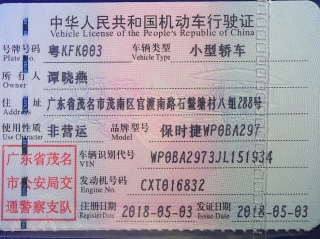 中华人民共和国机动车行驶证
Vehicle License of the People's Republic of China
号牌号码 Plate No. 粤KFK003 车辆类型 Vehicle Type 小型轿车
所有人 Owner 谭晓燕
住址 Address 广东省茂名市茂南区官渡南路石鳌塘村八组288号
使用性质 Use Character 非营运 品牌型号 Model 保时捷WP0BA297
广东省茂名 车辆识别代号 VIN WP0BA2973JL151934
市公安局交 发动机号码 Engine No. CXT016832
通警察支队 注册日期 Register Date 2018-05-03 发证日期 Issue Date 2018-05-03